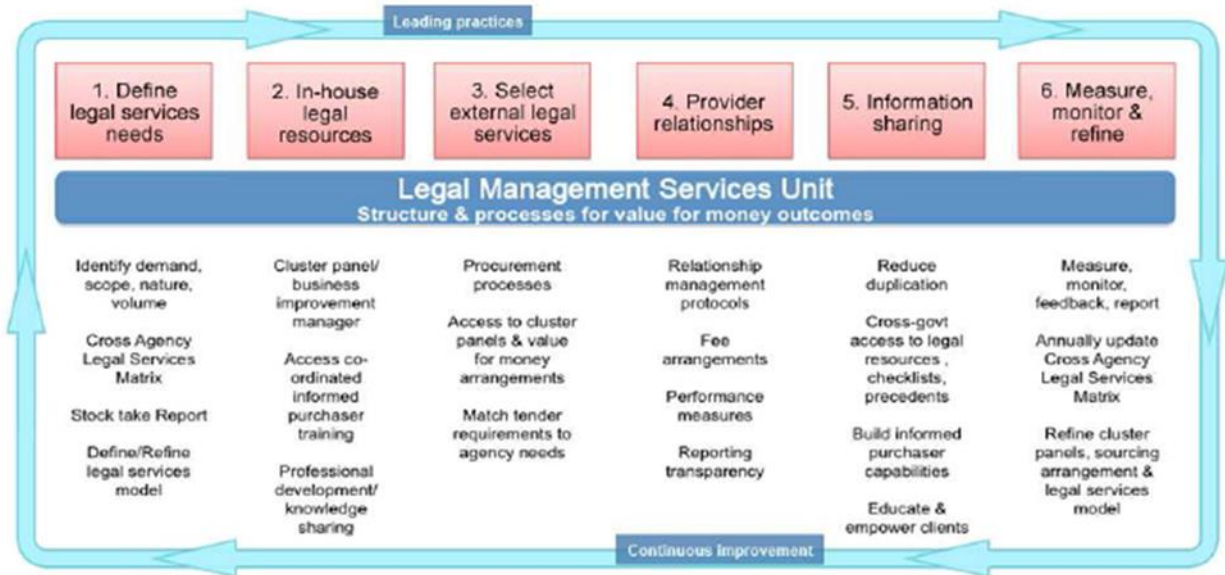 Leading practices
1. Define
legal services
needs
2. In-house
legal
resources
3. Select
external legal
services
4. Provider
relationships
5. Information
sharing
6. Measure,
monitor &
refine
Legal Management Services Unit
Structure & processes for value for money outcomes
Identify demand,
scope, nature,
volume
Cross Agency
Legal Services
Matrix
Stock take Report
Define/Refine
legal services
model
Cluster panel/
business
improvement
manager
Access co-
ordinated
informed
purchaser
training
Professional
development/
knowledge
sharing
Procurement
processes
Access to cluster
panels & value
for money
arrangements
Match tender
requirements to
agency needs
Relationship
management
protocols
Fee
arrangements
Performance
measures
Reporting
transparency
Reduce
duplication
Cross-govt
access to legal
resources ,
checklists,
precedents
Build informed
purchaser
capabilities
Educate &
empower clients
Measure,
monitor,
feedback, report
Annually update
Cross Agency
Legal Services
Matrix
Refine cluster
panels, sourcing
arrangement &
legal services
model
Continuous Improvement